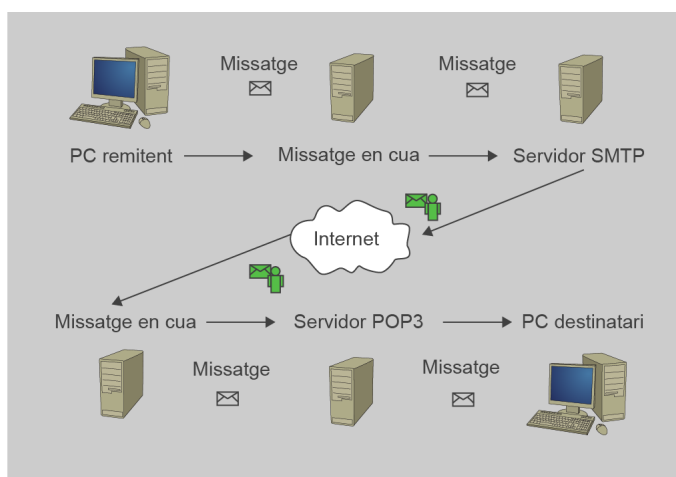 Missatge
Missatge
PC remitent
Missatge en cua
Servidor SMTP
Internet
Missatge en cua
Servidor POP3
PC destinatari
Missatge
Missatge